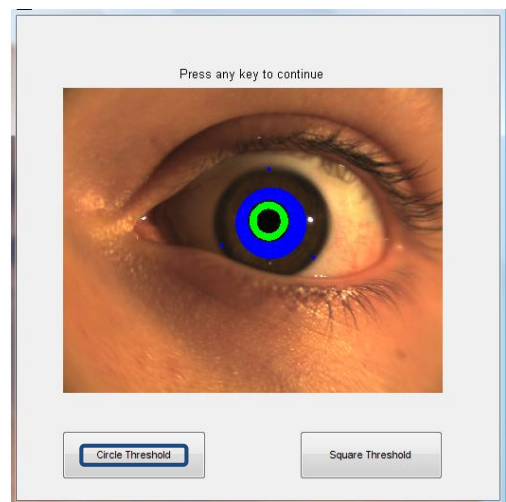 Press any key to continue
Circle Threshold
Square Threshold